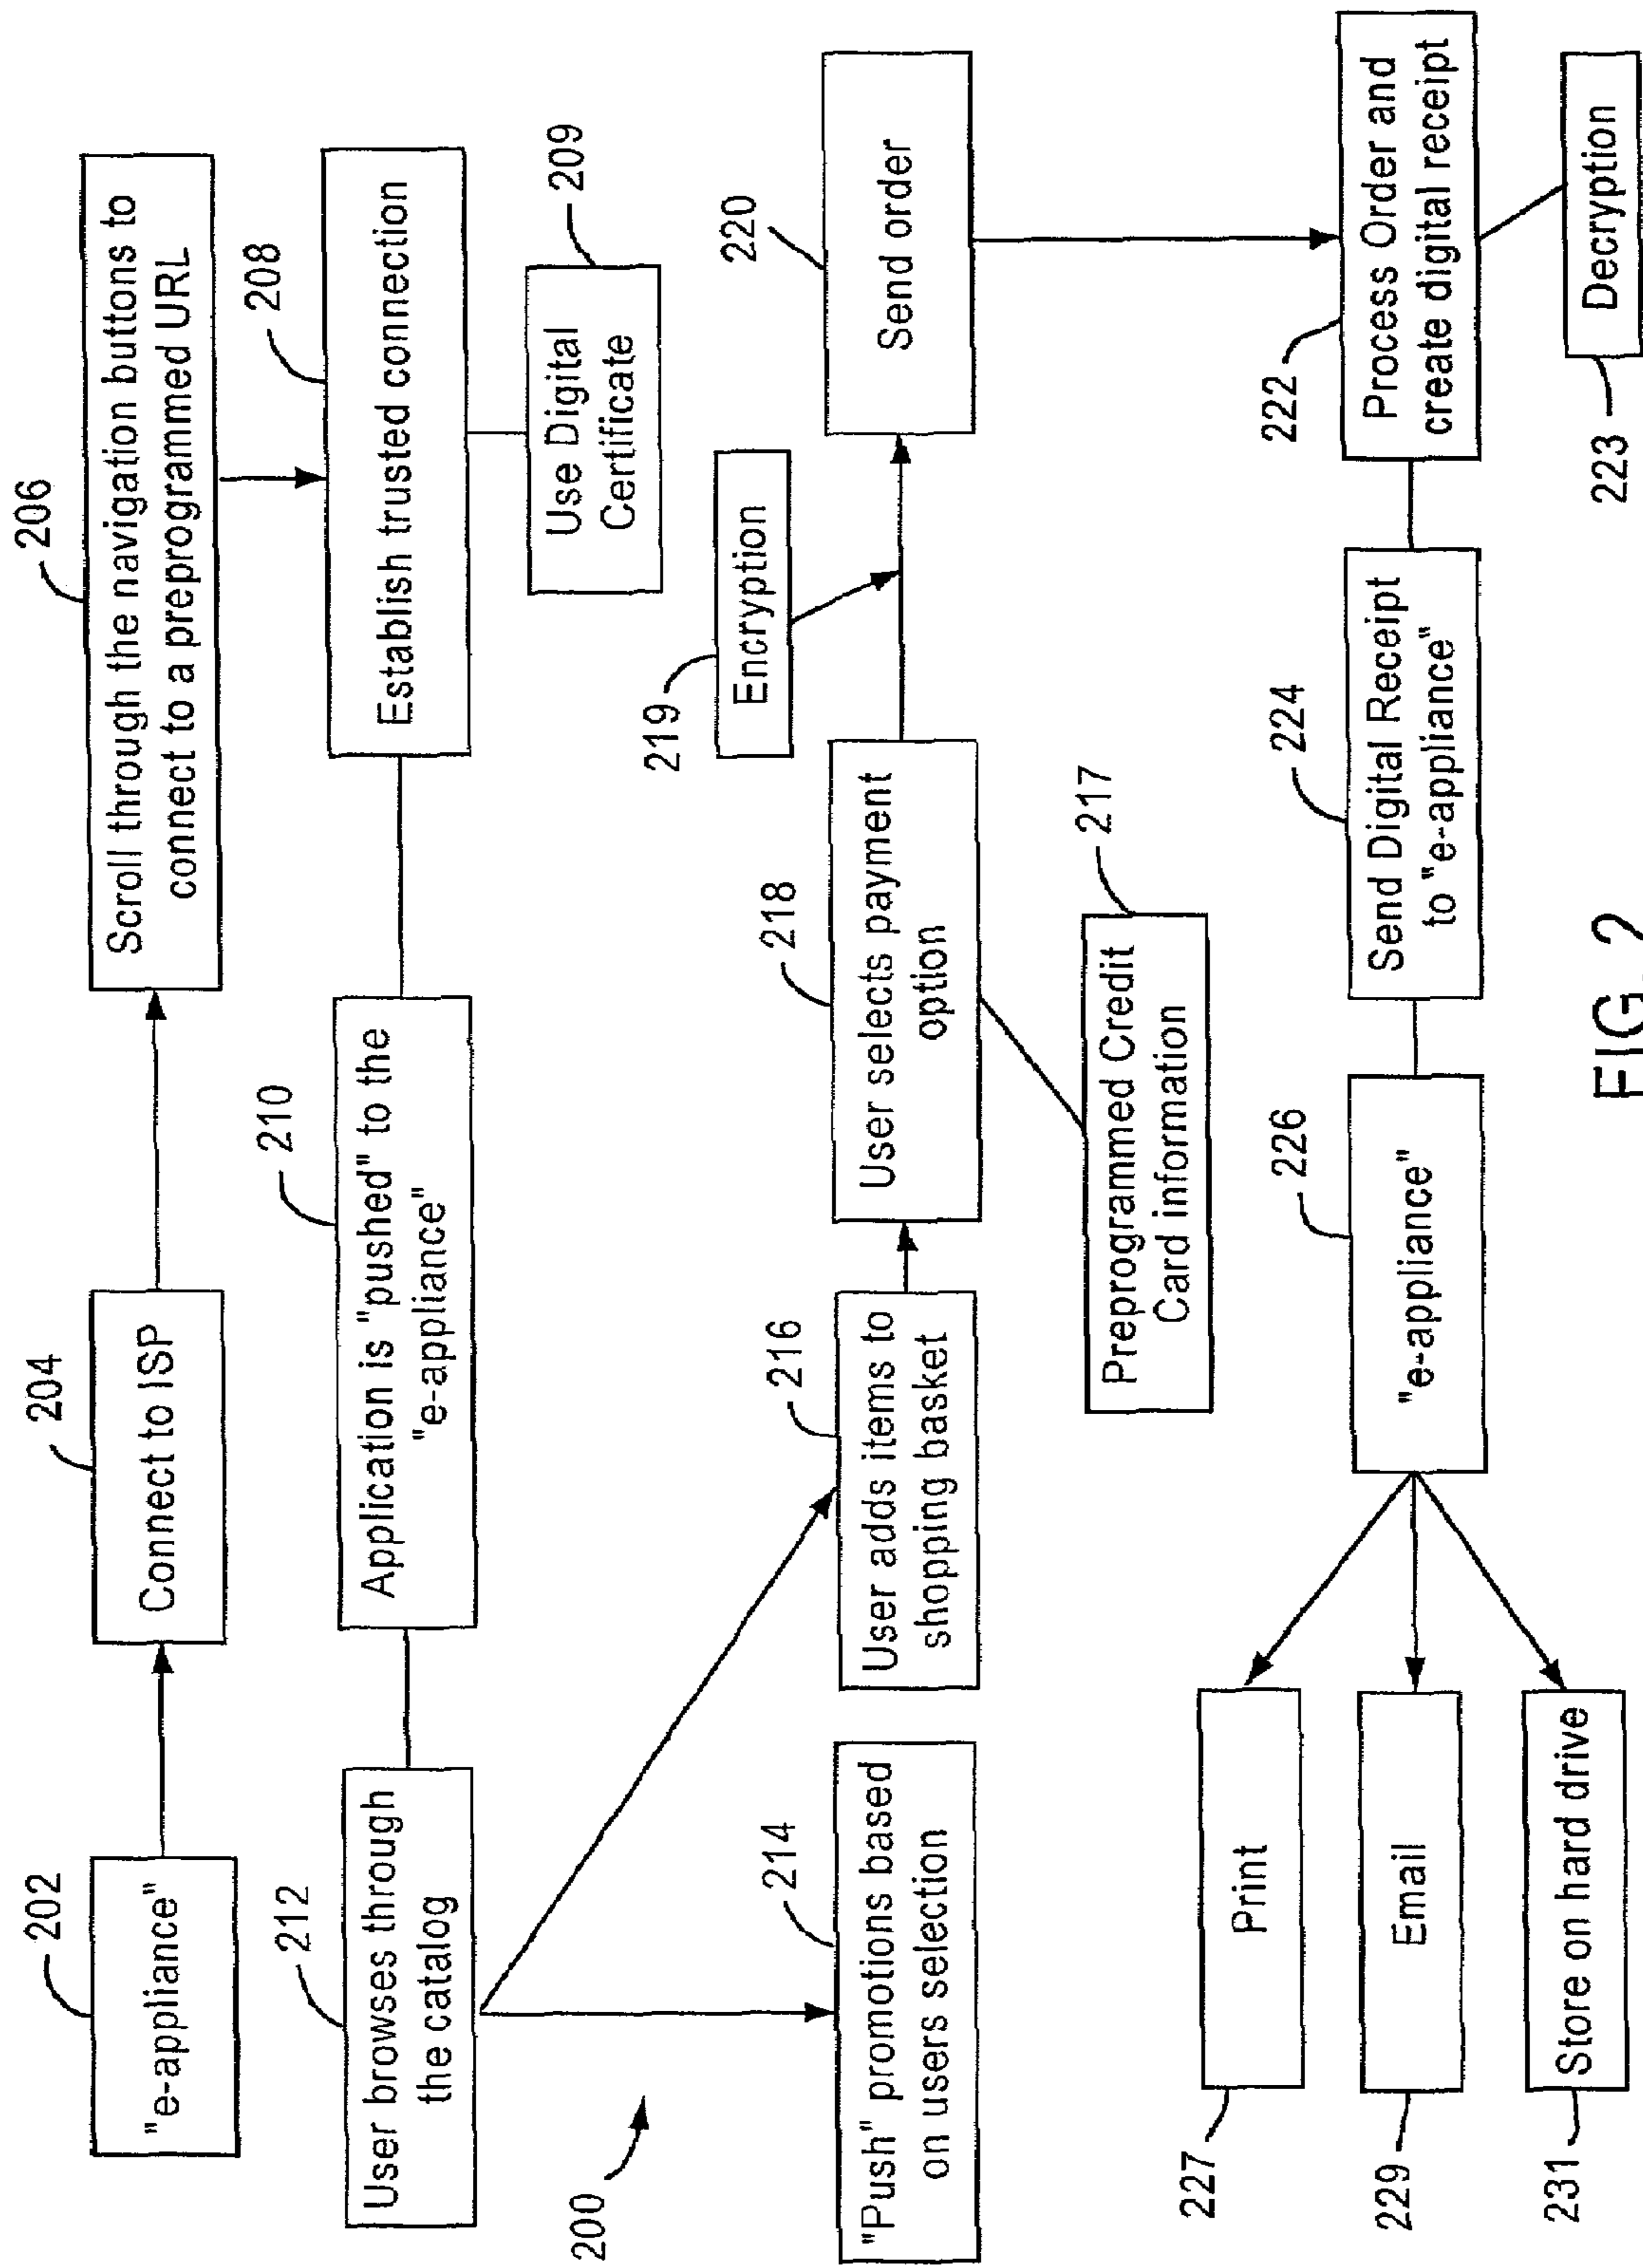 202
"e-appliance"
204
Connect to ISP
206
Scroll through the navigation buttons to
connect to a preprogrammed URL
212
User browses through
the catalog
210
Application is "pushed" to the
"e-appliance"
208
Establish trusted connection
Use Digital
Certificate
209
200
214
"Push" promotions based
on users selection
216
User adds items to
shopping basket
218
User selects payment
option
219
Encryption
220
Send order
Preprogrammed Credit
Card information
217
227
Print
229
Email
231
Store on hard drive
226
"e-appliance"
224
Send Digital Receipt
to "e-appliance"
222
Process Order and
create digital receipt
223
Decryption
FIG. 2